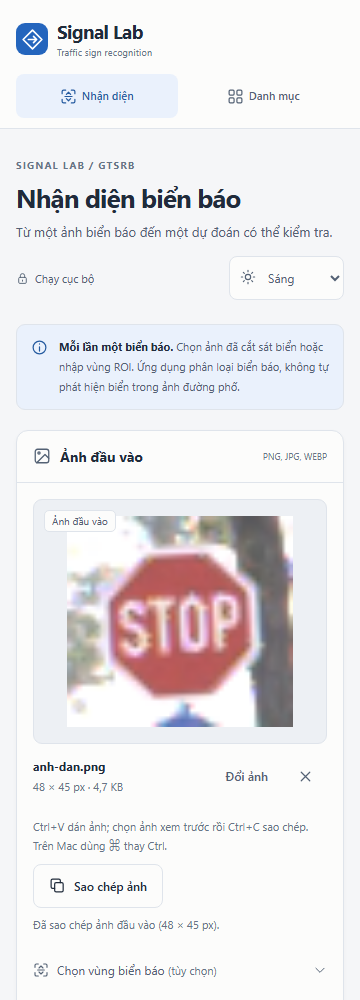 Signal Lab
Traffic sign recognition
Nhận diện
Danh mục
SIGNAL LAB / GTSRB
Nhận diện biển báo
Từ một ảnh biển báo đến một dự đoán có thể kiểm tra.
Chạy cục bộ
Sáng
Mỗi lần một biển báo. Chọn ảnh đã cắt sát biển hoặc
nhập vùng ROI. Ứng dụng phân loại biển báo, không tự
phát hiện biển trong ảnh đường phố.
Ảnh đầu vào
PNG, JPG, WEBP
Ảnh đầu vào
STOP
anh-dan.png
48 × 45 px · 4,7 KB
Đổi ảnh
Ctrl+V dán ảnh; chọn ảnh xem trước rồi Ctrl+C sao chép.
Trên Mac dùng ⌘ thay Ctrl.
Sao chép ảnh
Đã sao chép ảnh đầu vào (48 × 45 px).
Chọn vùng biển báo (tùy chọn)